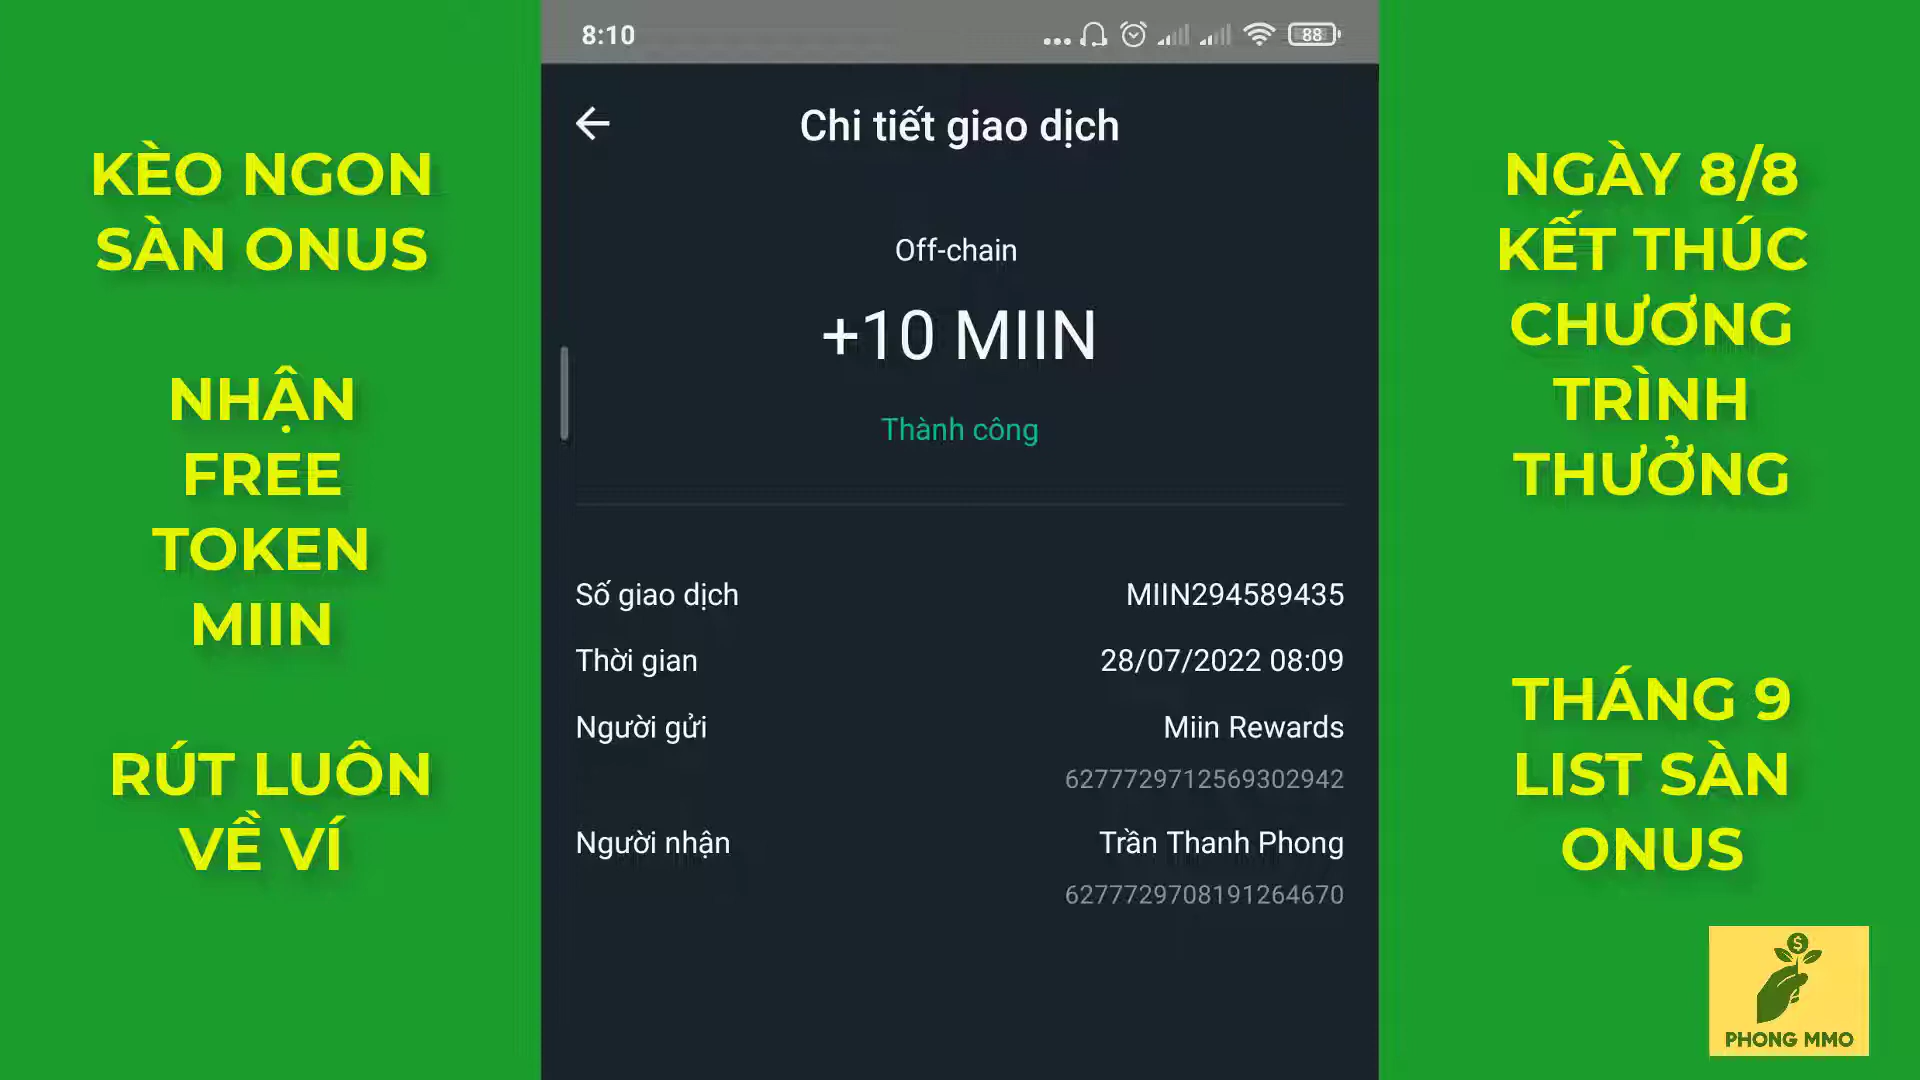 KÈO NGON
SÀN ONUS
NHẬN
FREE
TOKEN
MIIN
RÚT LUÔN
VỀ VÍ
8:10
88
Chi tiết giao dịch
Off-chain
+10 MIIN
Thành công
Số giao dịch MIIN294589435
Thời gian 28/07/2022 08:09
Người gửi Miin Rewards
6277729712569302942
Người nhận Trần Thanh Phong
6277729708191264670
NGÀY 8/8
KẾT THÚC
CHƯƠNG
TRÌNH
THƯỞNG
THÁNG 9
LIST SÀN
ONUS
$
PHONG MMO